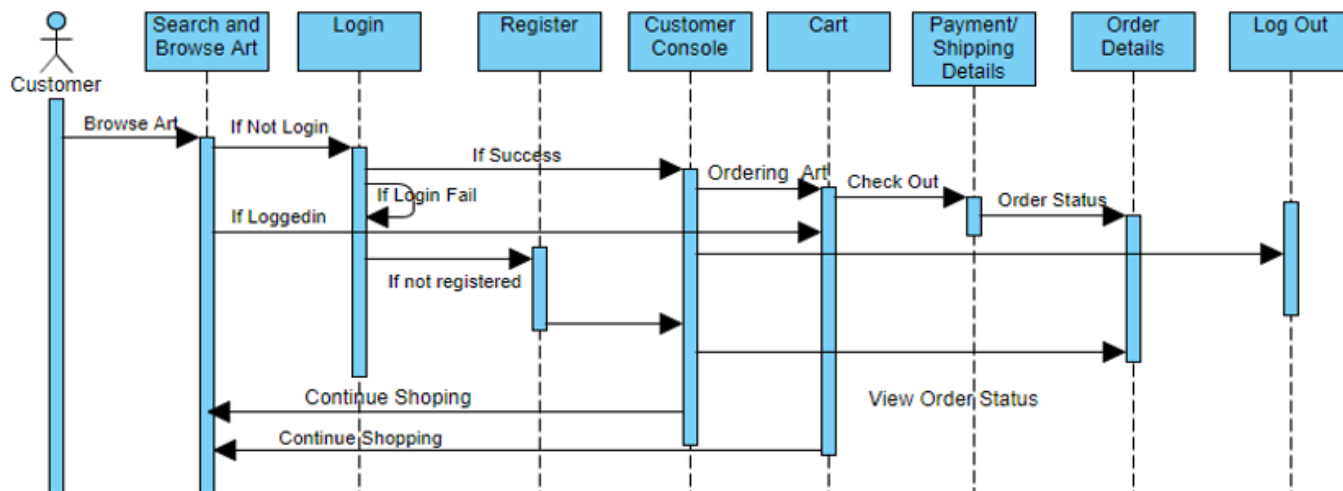 Search and
Browse Art
Login
Register
Customer
Console
Cart
Payment/
Shipping
Details
Order
Details
Log Out
Customer
Browse Art
If Not Login
If Success
Ordering Art
Check Out
Order Status
If Login Fail
If Loggedin
If not registered
Continue Shoping
View Order Status
Continue Shopping